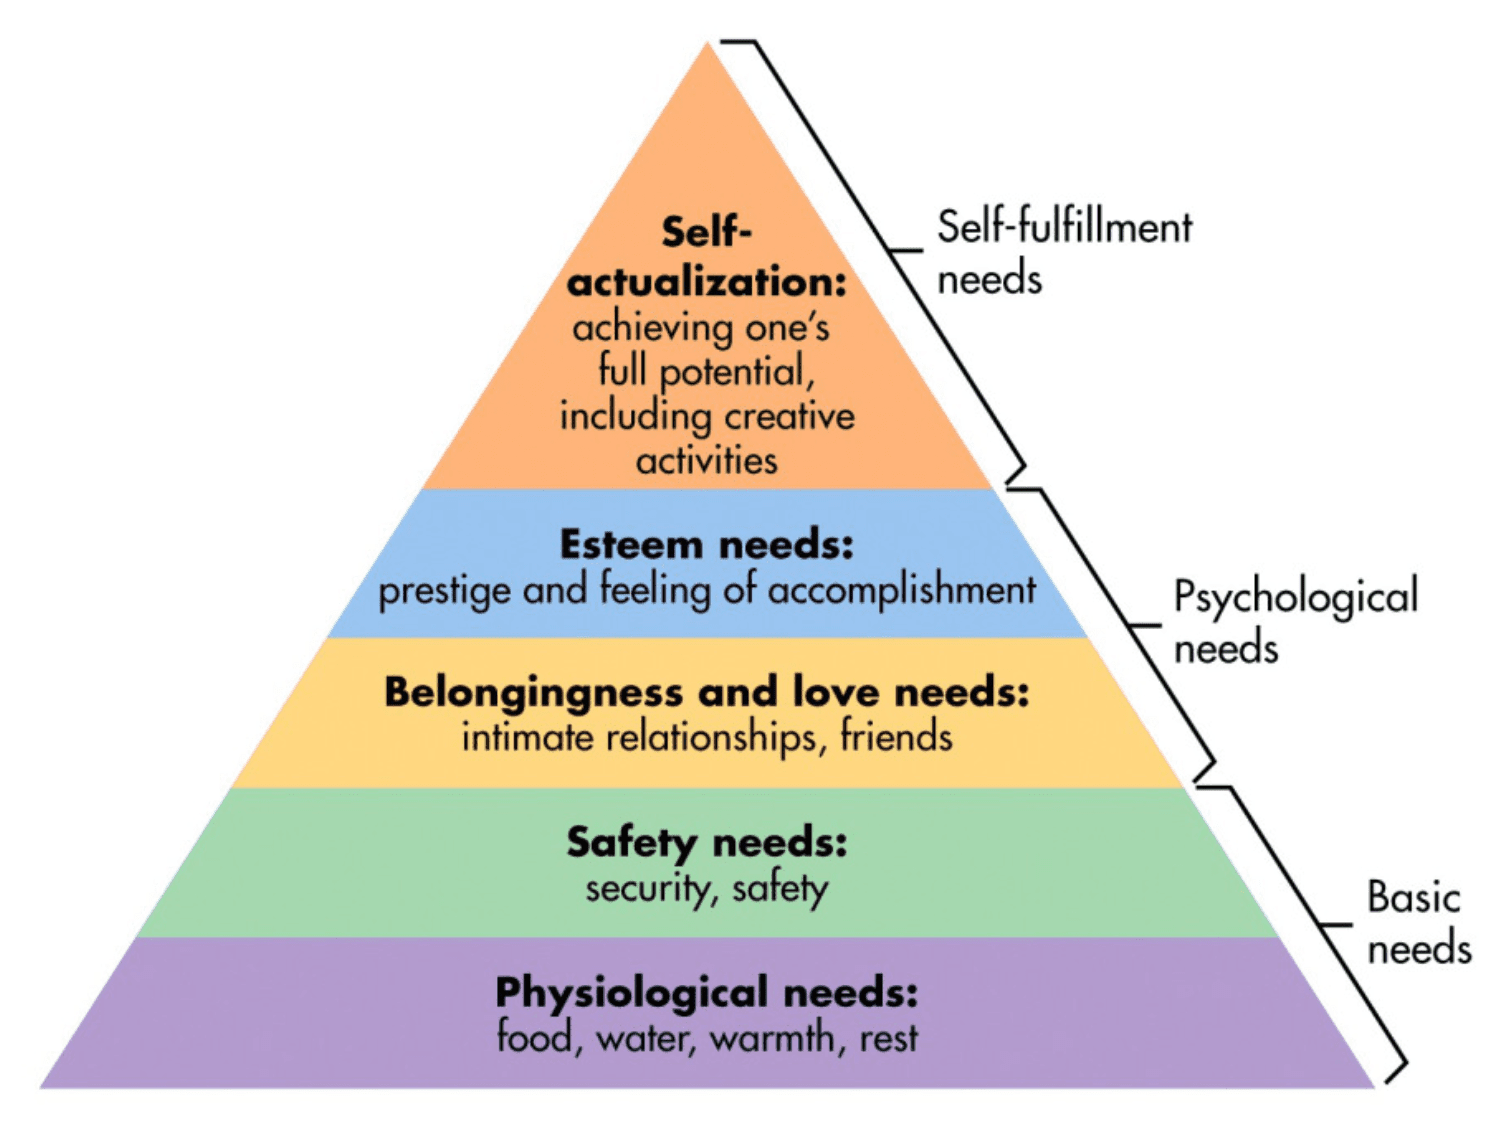 Self-
actualization:
achieving one’s
full potential,
including creative
activities
Self-fulfillment
needs
Esteem needs:
prestige and feeling of accomplishment
Psychological
needs
Belongingness and love needs:
intimate relationships, friends
Safety needs:
security, safety
Basic
needs
Physiological needs:
food, water, warmth, rest